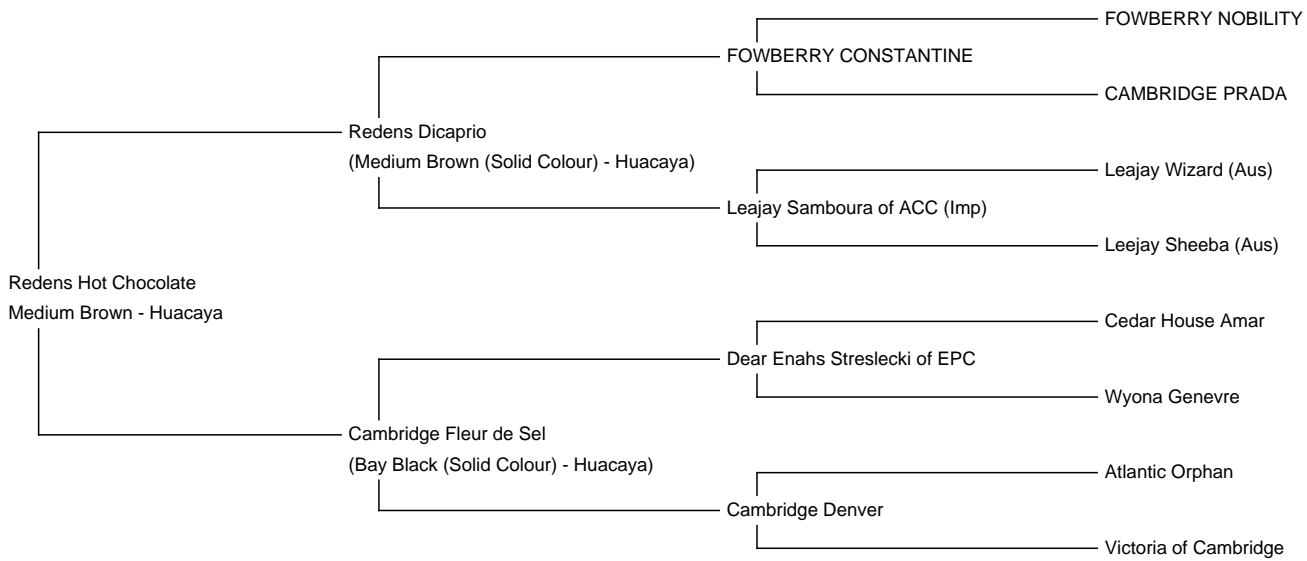 FOWBERRY NOBILITY
FOWBERRY CONSTANTINE
CAMBRIDGE PRADA
Redens Dicaprio
(Medium Brown (Solid Colour) - Huacaya)
Leajay Wizard (Aus)
Leajay Samboura of ACC (Imp)
Leejay Sheeba (Aus)
Redens Hot Chocolate
Medium Brown - Huacaya
Cedar House Amar
Dear Enahs Streslecki of EPC
Wyona Genevre
Cambridge Fleur de Sel
(Bay Black (Solid Colour) - Huacaya)
Atlantic Orphan
Cambridge Denver
Victoria of Cambridge